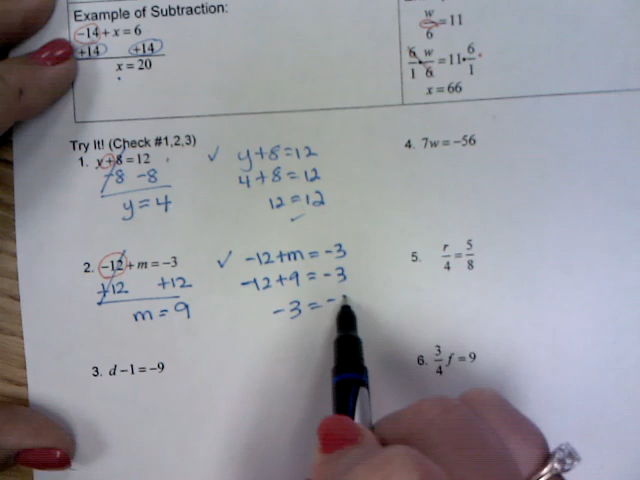 Example of Subtraction:
-14 + x = 6
+14 +14
x = 20
w/6 = 11
6/1 · w/6 = 11 · 6/1
x = 66
Try It! (Check #1,2,3)
1. y + 8 = 12
-8 -8
y = 4
✓ y + 8 = 12
4 + 8 = 12
12 = 12
✓
2. -12 + m = -3
+12 +12
m = 9
✓ -12 + m = -3
-12 + 9 = -3
-3 = -
3. d - 1 = -9
4. 7w = -56
5. r/4 = 5/8
6. 3/4 f = 9